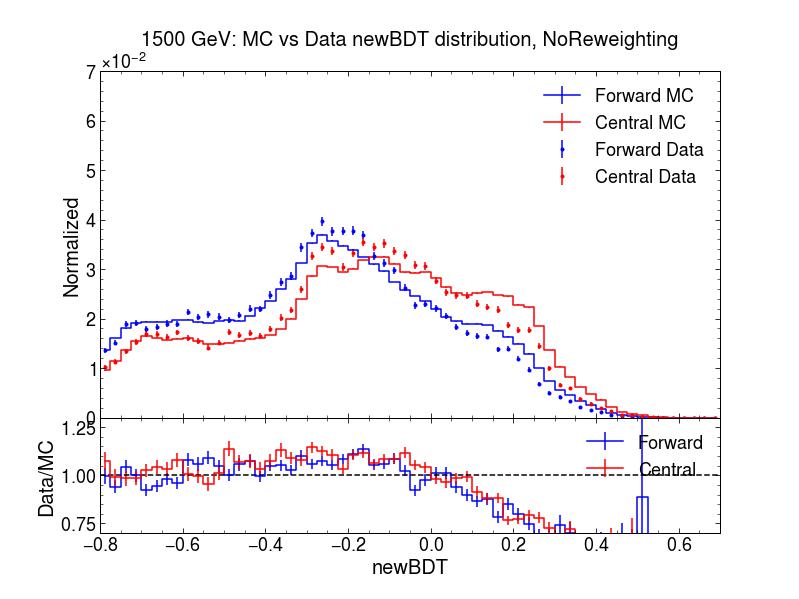 1500 GeV: MC vs Data newBDT distribution, NoReweighting
×10⁻²
7
6
5
4
3
2
1
0
Normalized
Forward MC
Central MC
Forward Data
Central Data
1.25
1.00
0.75
Data/MC
Forward
Central
−0.8 −0.6 −0.4 −0.2 0.0 0.2 0.4 0.6
newBDT